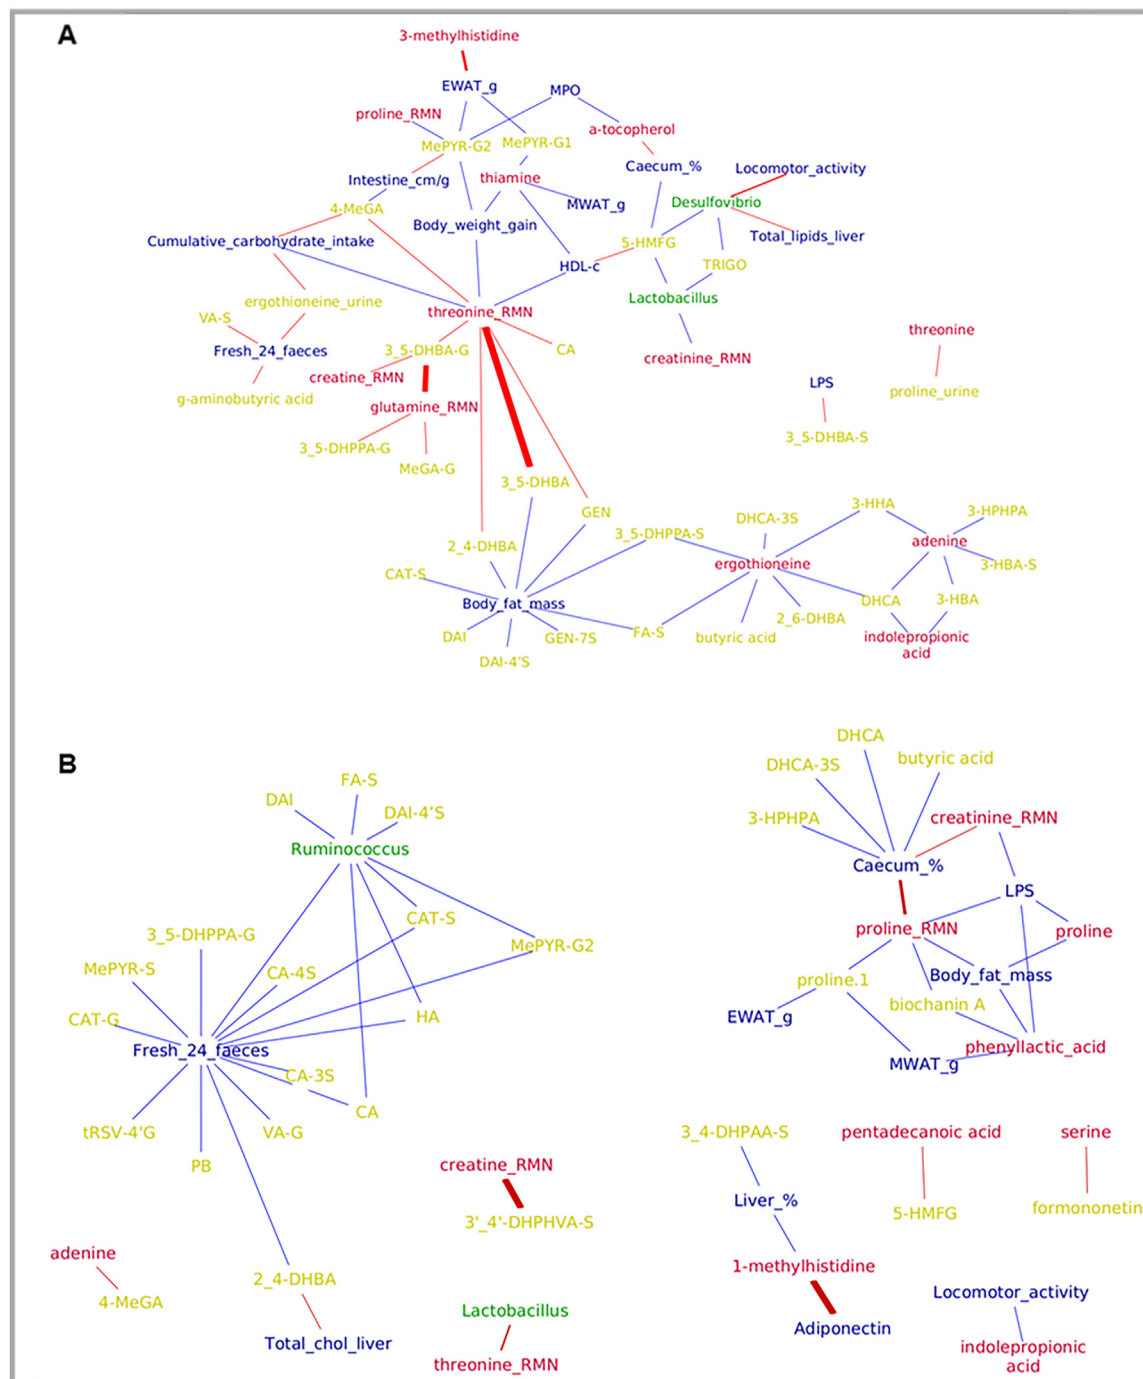 A
3-methylhistidine
EWAT_g
MPO
proline_RMN
a-tocopherol
MePYR-G2
MePYR-G1
Caecum_%
Locomotor_activity
Intestine_cm/g
thiamine
Desulfovibrio
MWAT_g
4-MeGA
Body_weight_gain
Total_lipids_liver
Cumulative_carbohydrate_intake
5-HMFG
HDL-c
TRIGO
ergothioneine_urine
Lactobacillus
threonine_RMN
VA-S
threonine
Fresh_24_faeces
3_5-DHBA-G
CA
creatinine_RMN
creatine_RMN
LPS
proline_urine
g-aminobutyric acid
glutamine_RMN
3_5-DHBA-S
3_5-DHPPA-G
MeGA-G
3_5-DHBA
GEN
3-HHA
3-HPHPA
DHCA-3S
3_5-DHPPA-S
2_4-DHBA
adenine
ergothioneine
3-HBA-S
CAT-S
Body_fat_mass
DHCA
3-HBA
2_6-DHBA
DAI
GEN-7S
FA-S
butyric acid
indolepropionic
acid
DAI-4'S
B
DHCA
butyric acid
DHCA-3S
FA-S
DAI
DAI-4'S
3-HPHPA
creatinine_RMN
Ruminococcus
Caecum_%
LPS
CAT-S
proline_RMN
proline
3_5-DHPPA-G
MePYR-G2
MePYR-S
CA-4S
Body_fat_mass
proline.1
biochanin A
CAT-G
HA
EWAT_g
Fresh_24_faeces
phenyllactic_acid
MWAT_g
CA-3S
CA
tRSV-4'G
VA-G
3_4-DHPAA-S
pentadecanoic acid
serine
PB
creatine_RMN
Liver_%
3'_4'-DHPHVA-S
5-HMFG
formononetin
adenine
1-methylhistidine
2_4-DHBA
4-MeGA
Locomotor_activity
Lactobacillus
Adiponectin
Total_chol_liver
indolepropionic
acid
threonine_RMN